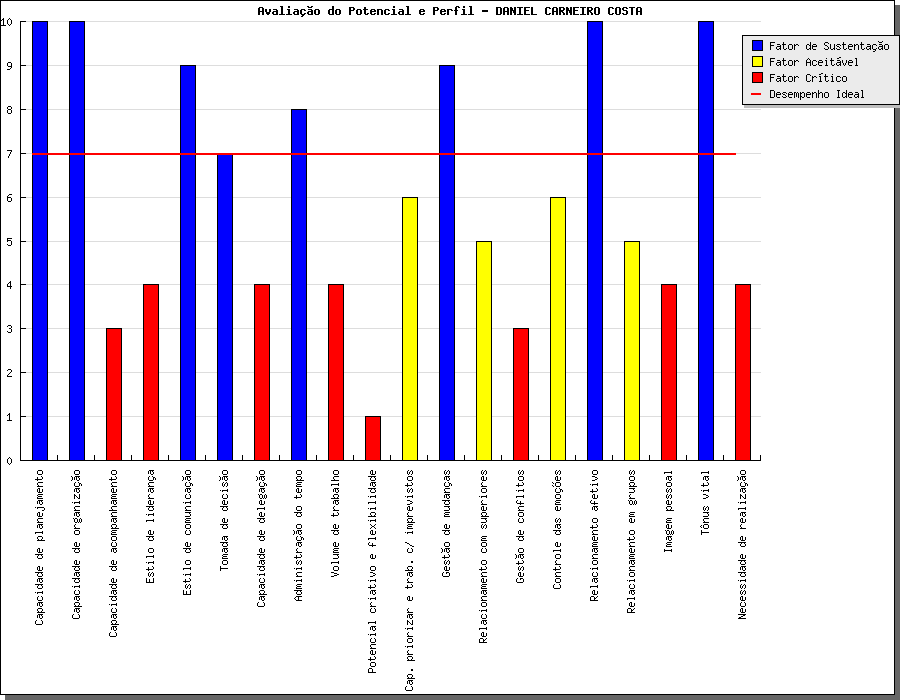 Avaliação do Potencial e Perfil - DANIEL CARNEIRO COSTA
Fator de Sustentação
Fator Aceitável
Fator Crítico
Desempenho Ideal
10
9
8
7
6
5
4
3
2
1
0
Capacidade de planejamento
Capacidade de organização
Capacidade de acompanhamento
Estilo de liderança
Estilo de comunicação
Tomada de decisão
Capacidade de delegação
Administração do tempo
Volume de trabalho
Potencial criativo e flexibilidade
Cap. priorizar e trab. c/ imprevistos
Gestão de mudanças
Relacionamento com superiores
Gestão de conflitos
Controle das emoções
Relacionamento afetivo
Relacionamento em grupos
Imagem pessoal
Tônus vital
Necessidade de realização